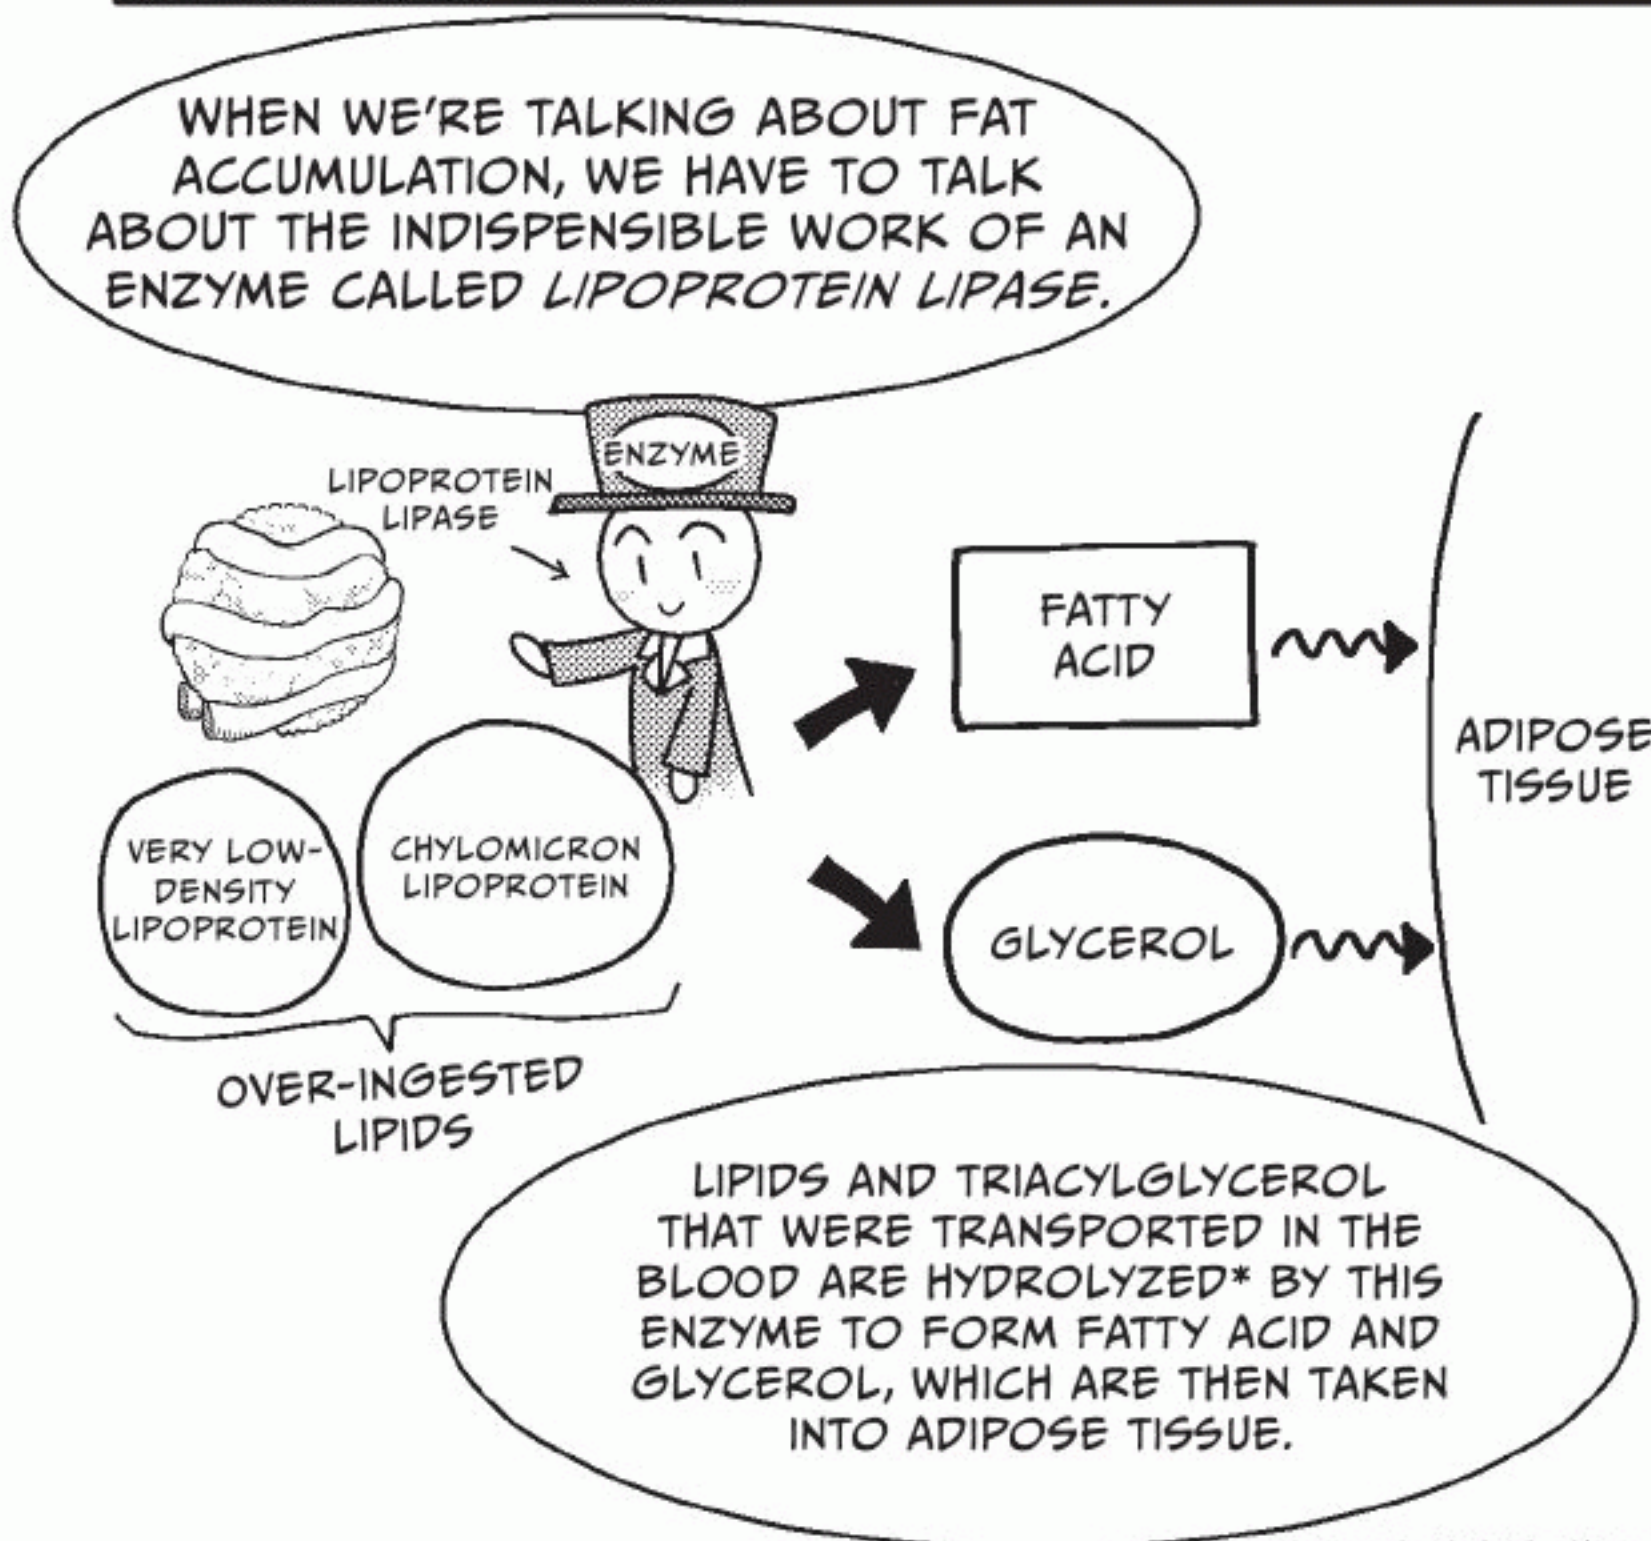 WHEN WE'RE TALKING ABOUT FAT
ACCUMULATION, WE HAVE TO TALK
ABOUT THE INDISPENSIBLE WORK OF AN
ENZYME CALLED LIPOPROTEIN LIPASE.
ENZYME
LIPOPROTEIN
LIPASE
FATTY
ACID
ADIPOSE
TISSUE
VERY LOW-
DENSITY
LIPOPROTEIN
CHYLOMICRON
LIPOPROTEIN
GLYCEROL
OVER-INGESTED
LIPIDS
LIPIDS AND TRIACYLGLYCEROL
THAT WERE TRANSPORTED IN THE
BLOOD ARE HYDROLYZED* BY THIS
ENZYME TO FORM FATTY ACID AND
GLYCEROL, WHICH ARE THEN TAKEN
INTO ADIPOSE TISSUE.